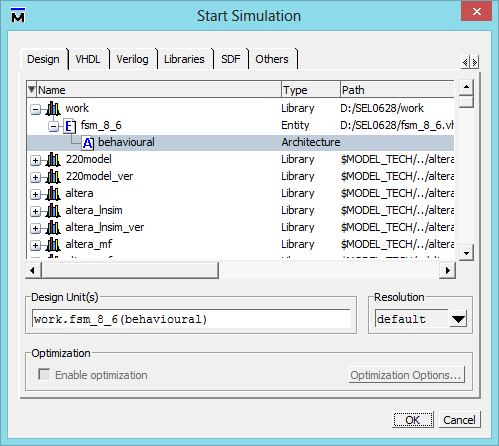 Start Simulation
Design VHDL Verilog Libraries SDF Others
Name Type Path
work Library D:/SEL0628/work
E fsm_8_6 Entity D:/SEL0628/fsm_8_6.vh
A behavioural Architecture
220model Library $MODEL_TECH/../altera
220model_ver Library $MODEL_TECH/../altera
altera Library $MODEL_TECH/../altera
altera_lnsim Library $MODEL_TECH/../altera
altera_lnsim_ver Library $MODEL_TECH/../altera
altera_mf Library $MODEL_TECH/../altera
Design Unit(s) Resolution
work.fsm_8_6(behavioural) default
Optimization
Enable optimization Optimization Options...
OK Cancel